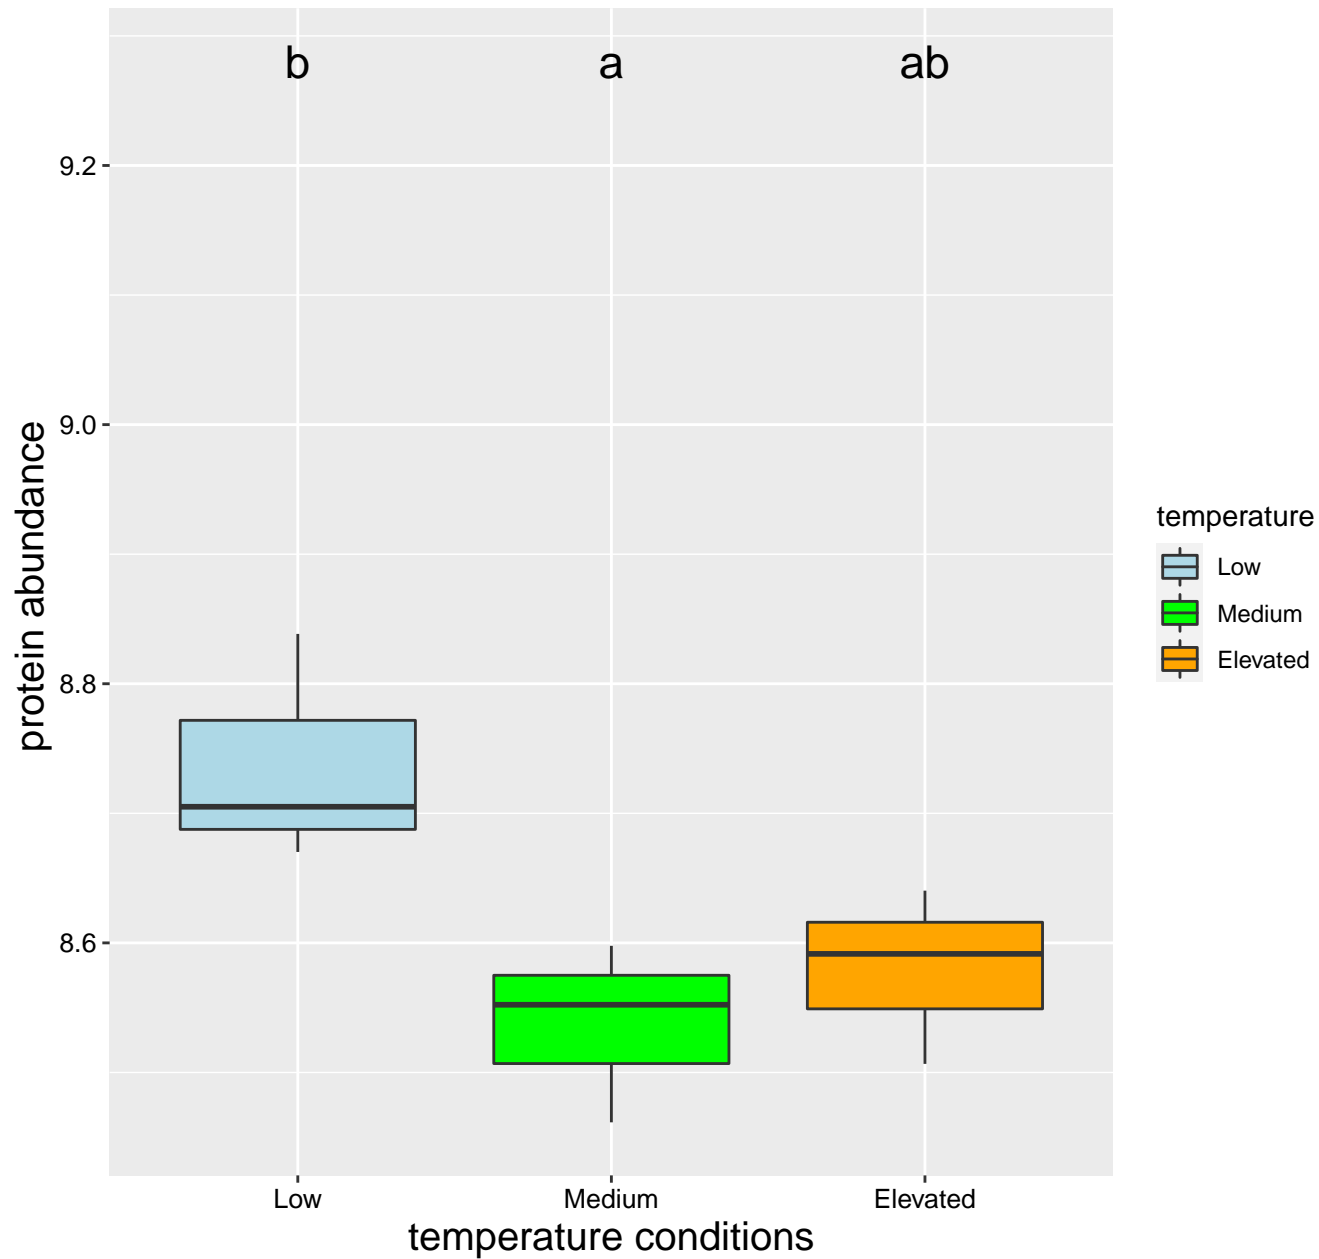 b a ab
9.2
9.0
8.8
8.6
protein abundance
Low Medium Elevated
temperature conditions
temperature
Low
Medium
Elevated